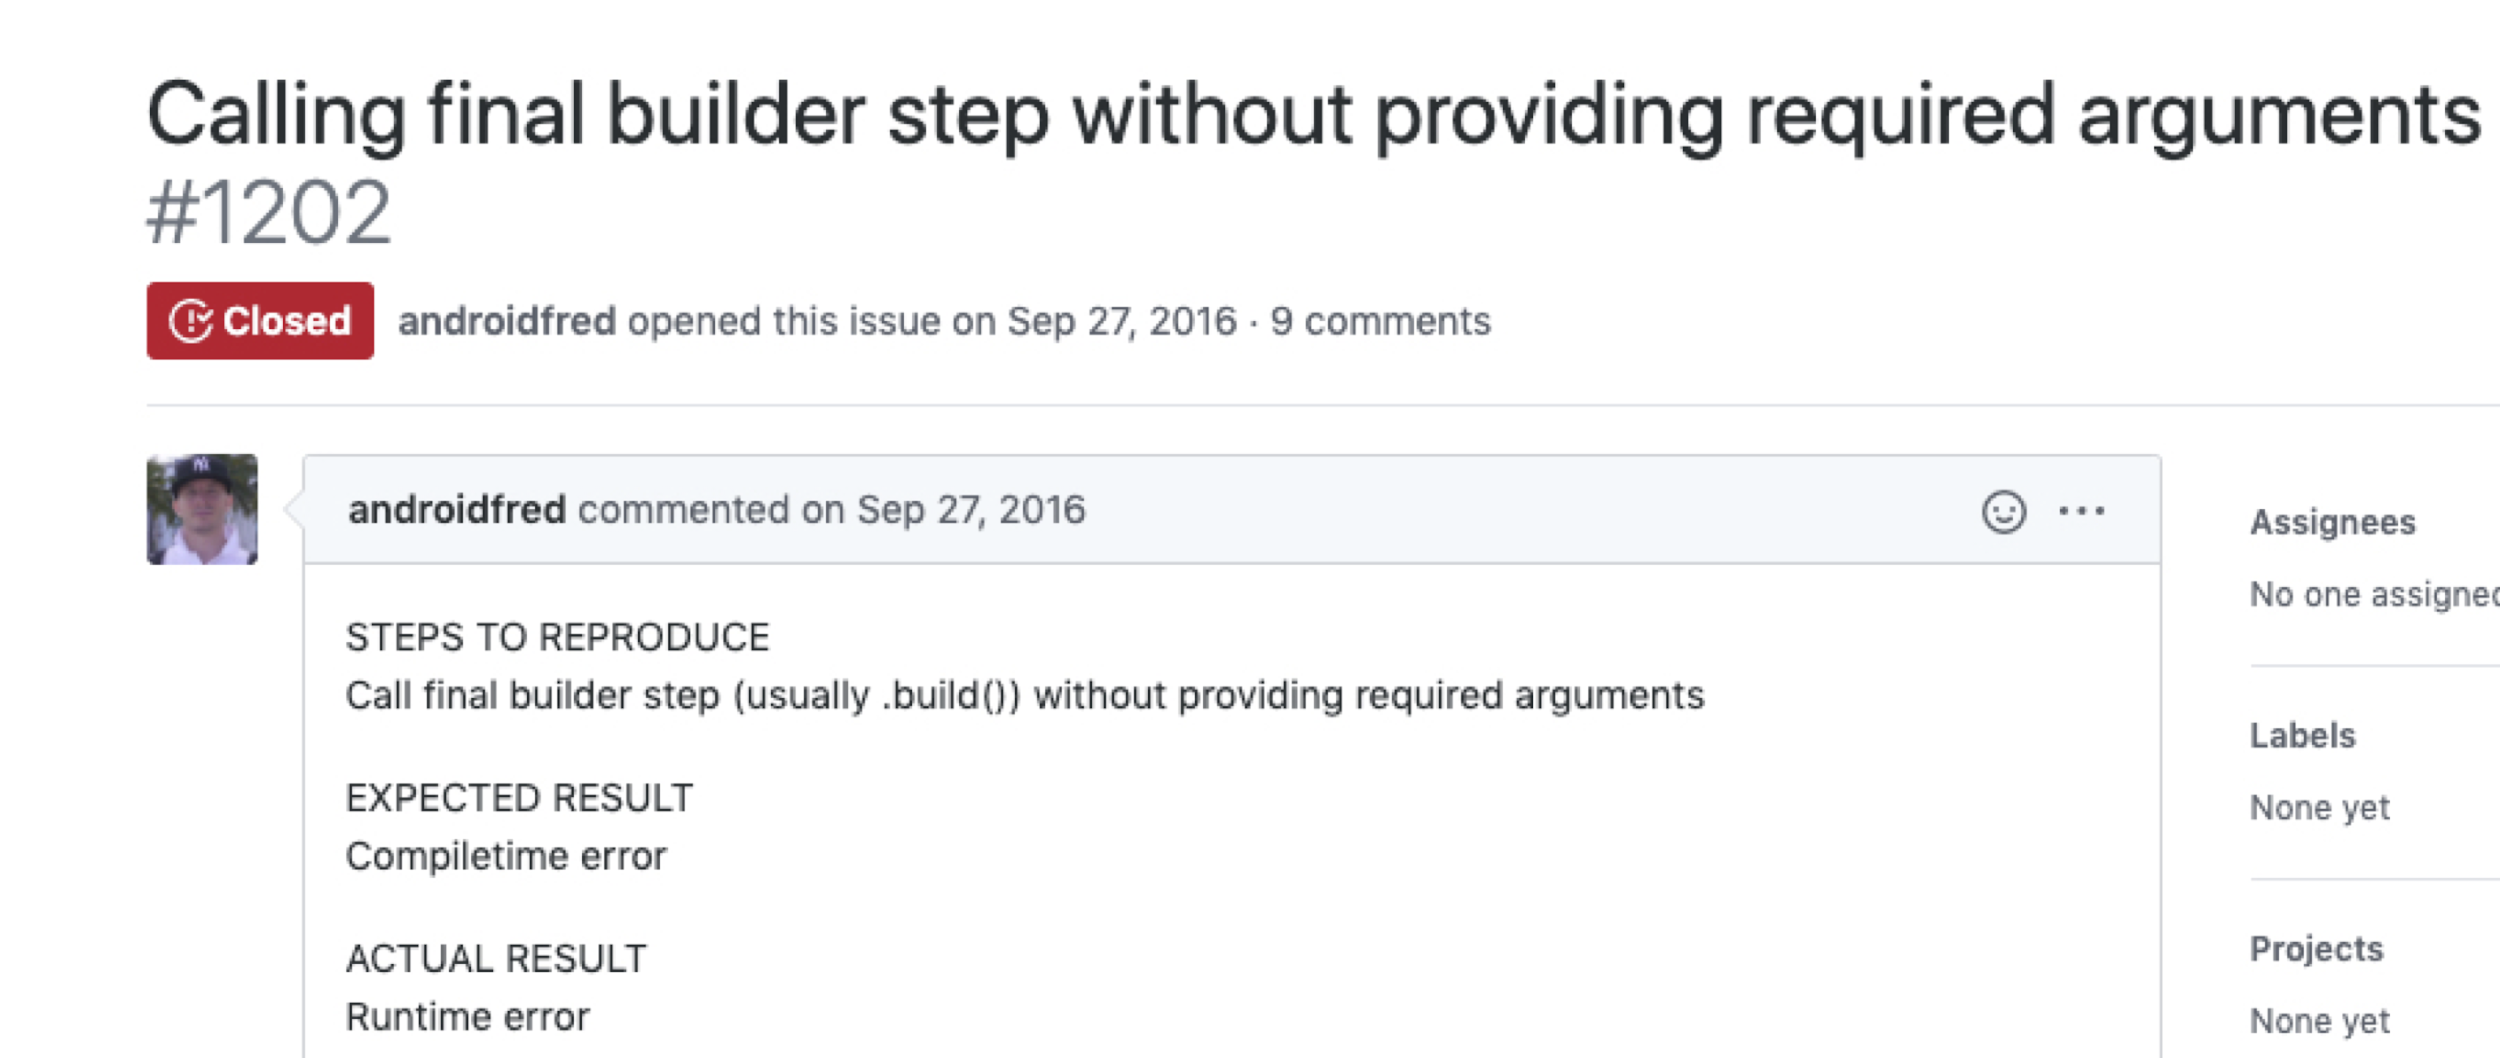 Calling final builder step without providing required arguments
#1202
Closed androidfred opened this issue on Sep 27, 2016 · 9 comments
androidfred commented on Sep 27, 2016
STEPS TO REPRODUCE
Call final builder step (usually .build()) without providing required arguments
EXPECTED RESULT
Compiletime error
ACTUAL RESULT
Runtime error
Assignees
No one assigned
Labels
None yet
Projects
None yet